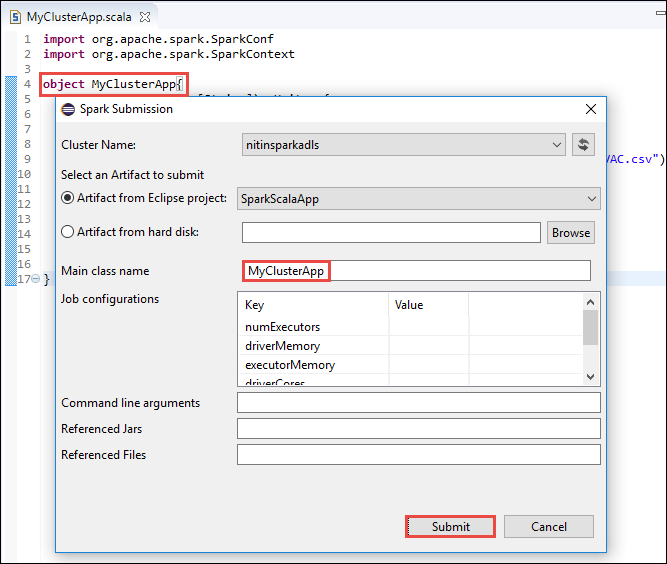 MyClusterApp.scala
1 import org.apache.spark.SparkConf
2 import org.apache.spark.SparkContext
3
4 object MyClusterApp{
5
6
7
8
9 VAC.csv")
10
11
12
13
14
15
16
17 }
Spark Submission
Cluster Name: nitinsparkadls
Select an Artifact to submit
Artifact from Eclipse project: SparkScalaApp
Artifact from hard disk: Browse
Main class name MyClusterApp
Job configurations Key Value
numExecutors
driverMemory
executorMemory
driverCores
Command line arguments
Referenced Jars
Referenced Files
Submit Cancel